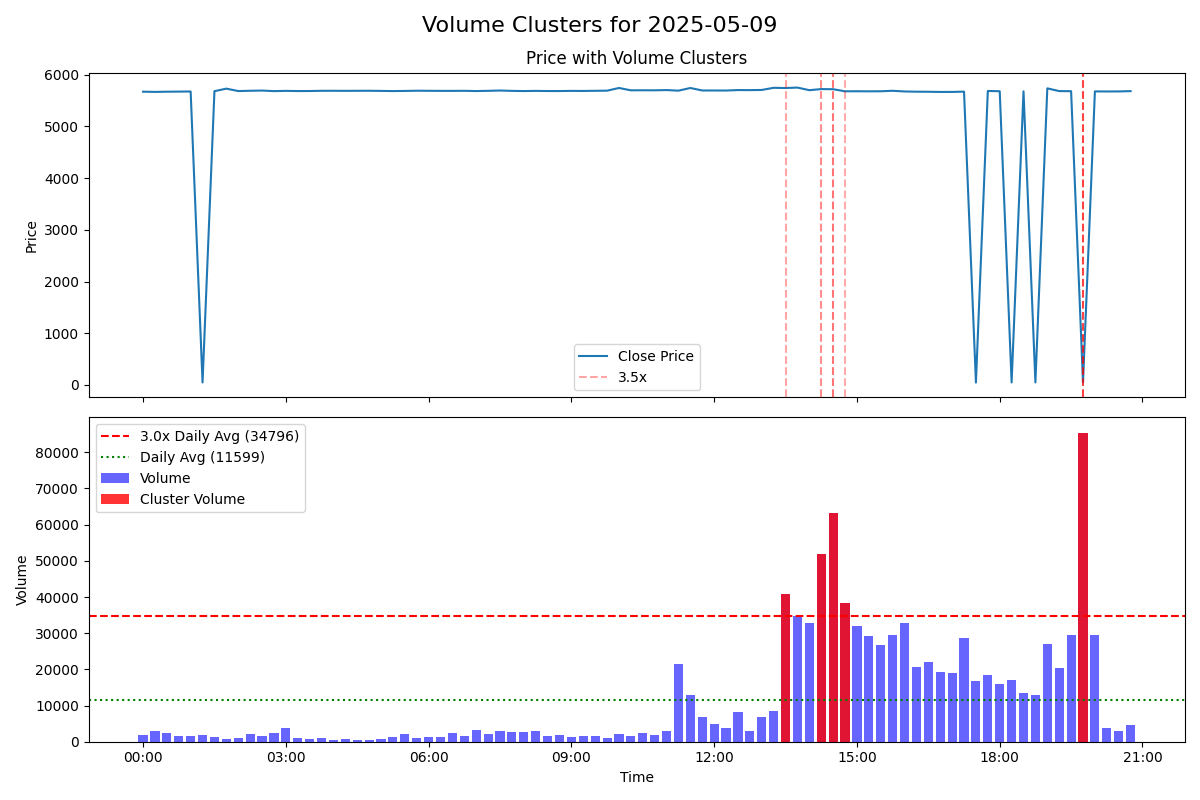 Volume Clusters for 2025-05-09
Price with Volume Clusters
6000
5000
4000
3000
2000
1000
0
Price
Close Price
3.5x
3.0x Daily Avg (34796)
Daily Avg (11599)
Volume
Cluster Volume
80000
70000
60000
50000
40000
30000
20000
10000
0
Volume
00:00 03:00 06:00 09:00 12:00 15:00 18:00 21:00
Time